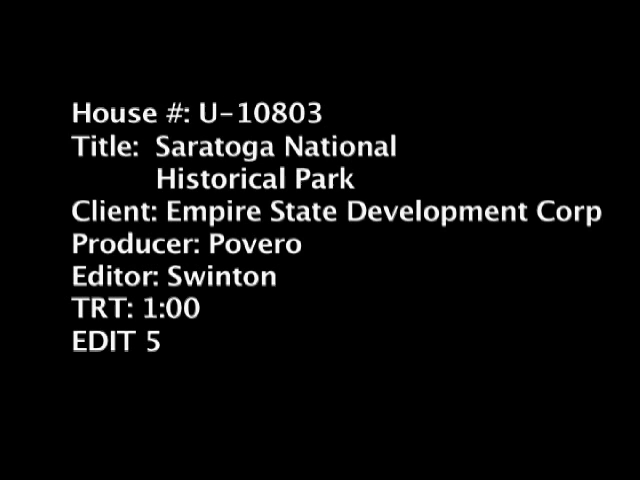 House #: U-10803
Title: Saratoga National
Historical Park
Client: Empire State Development Corp
Producer: Povero
Editor: Swinton
TRT: 1:00
EDIT 5